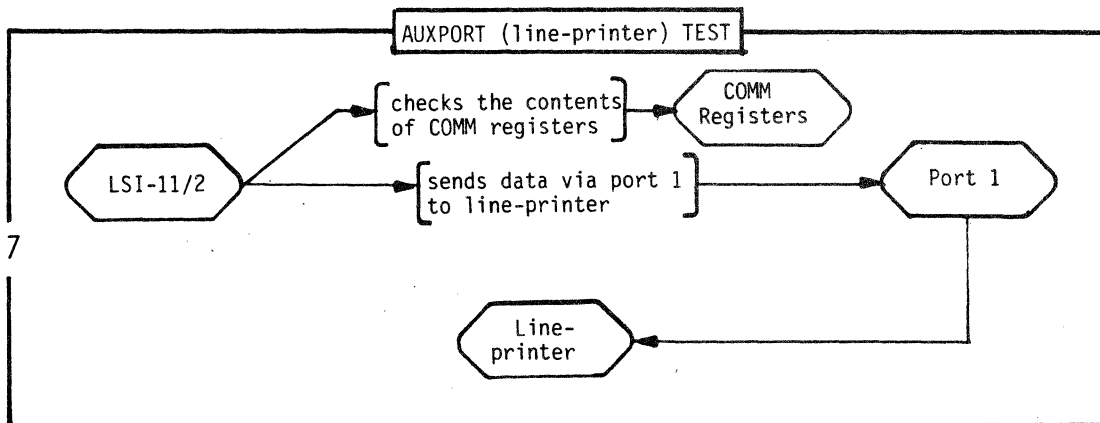 AUXPORT (line-printer) TEST
checks the contents
of COMM registers
COMM
Registers
LSI-11/2
sends data via port 1
to line-printer
Port 1
7
Line-
printer